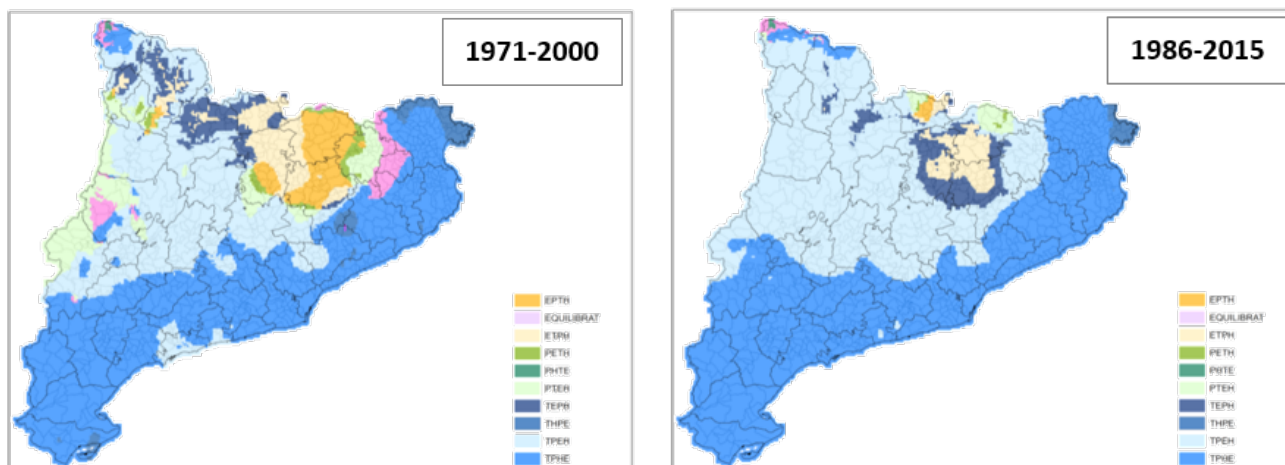 1971-2000
EPTH
EQUILIBRAT
ETPH
PETH
PHTE
PTEH
TEPH
THPE
TPEH
TPHE
1986-2015
EPTH
EQUILIBRAT
ETPH
PETH
PHTE
PTEH
TEPH
THPE
TPEH
TPHE